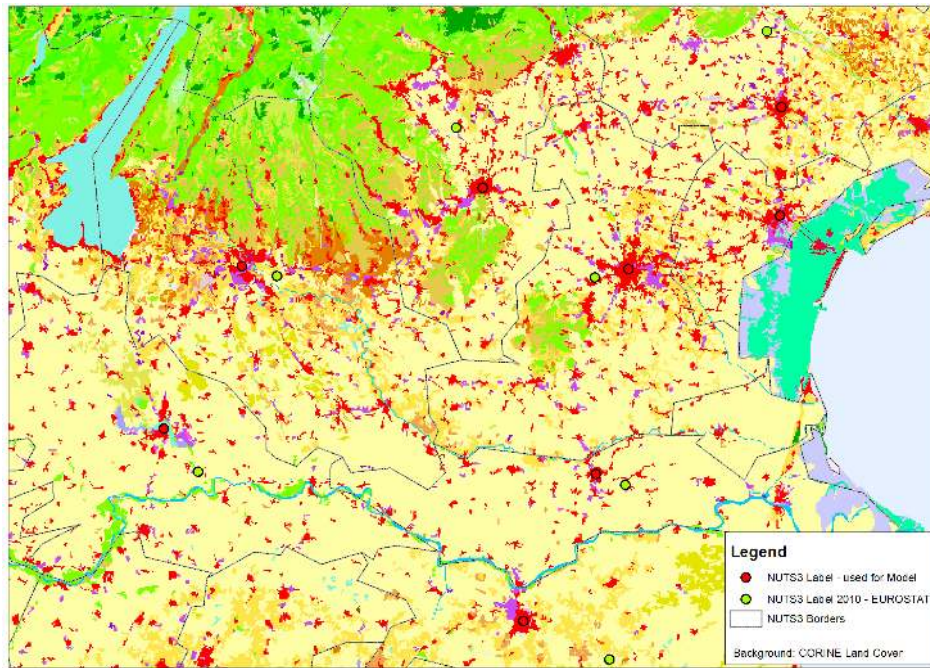 Legend
NUTS3 Label - used for Model
NUTS3 Label 2010 - EUROSTAT
NUTS3 Borders
Background: CORINE Land Cover